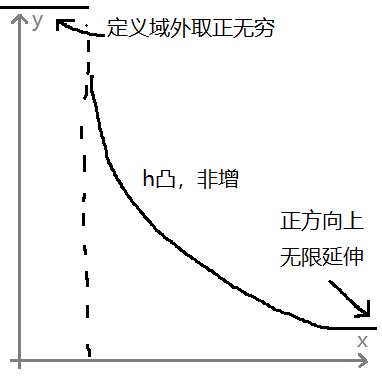 y
定义域外取正无穷
h凸，非增
正方向上
无限延伸
x